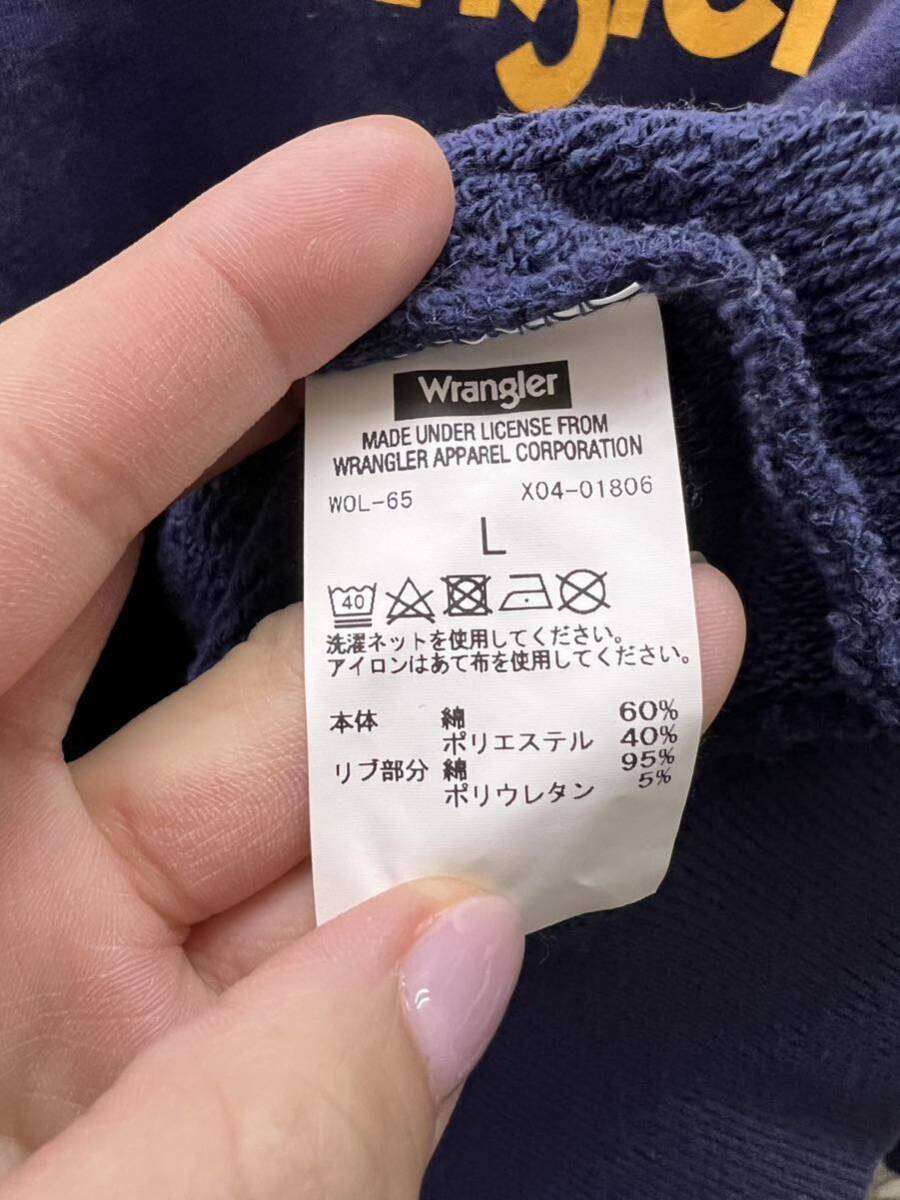 Wrangler
Wrangler
MADE UNDER LICENSE FROM
WRANGLER APPAREL CORPORATION
WOL-65 X04-01806
L
40
洗濯ネットを使用してください。
アイロンはあて布を使用してください。
本体 綿 60%
ポリエステル 40%
リブ部分 綿 95%
ポリウレタン 5%